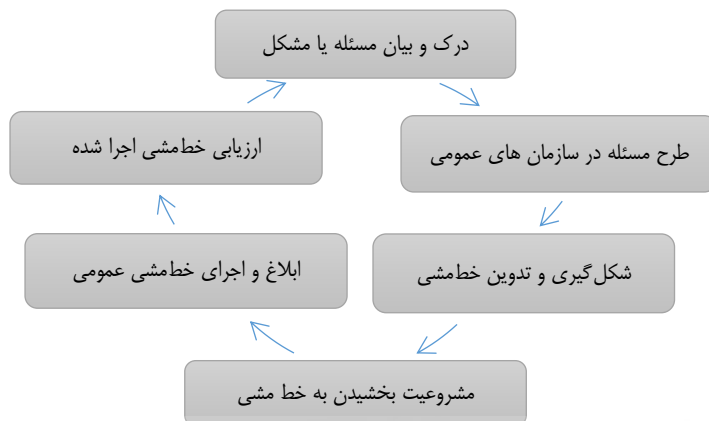 درک و بیان مسئله یا مشکل
طرح مسئله در سازمان های عمومی
شکل‌گیری و تدوین خط‌مشی
مشروعیت بخشیدن به خط مشی
ابلاغ و اجرای خط‌مشی عمومی
ارزیابی خط‌مشی اجرا شده